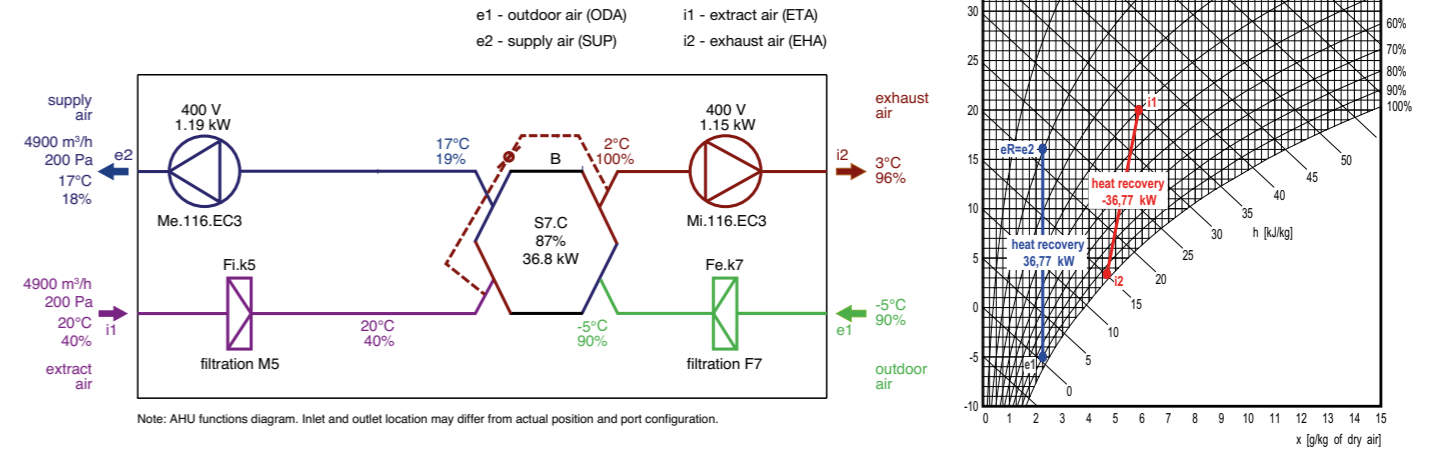 e1 - outdoor air (ODA)
i1 - extract air (ETA)
e2 - supply air (SUP)
i2 - exhaust air (EHA)
supply
air
4900 m³/h
200 Pa
e2
17°C
18%
400 V
1.19 kW
Me.116.EC3
17°C
19%
B
2°C
100%
400 V
1.15 kW
Mi.116.EC3
exhaust
air
i2
3°C
96%
S7.C
87%
36.8 kW
4900 m³/h
200 Pa
20°C
40%
i1
extract
air
Fi.k5
filtration M5
20°C
40%
-5°C
90%
Fe.k7
filtration F7
-5°C
90%
e1
outdoor
air
Note: AHU functions diagram. Inlet and outlet location may differ from actual position and port configuration.
30
25
20
15
10
5
0
-5
-10
60%
70%
80%
90%
100%
i1
eR=e2
heat recovery
-36,77 kW
heat recovery
36,77 kW
i2
e1
50
45
40
35
30
25
20
15
10
5
0
h [kJ/kg]
0 1 2 3 4 5 6 7 8 9 10 11 12 13 14 15
x [g/kg of dry air]